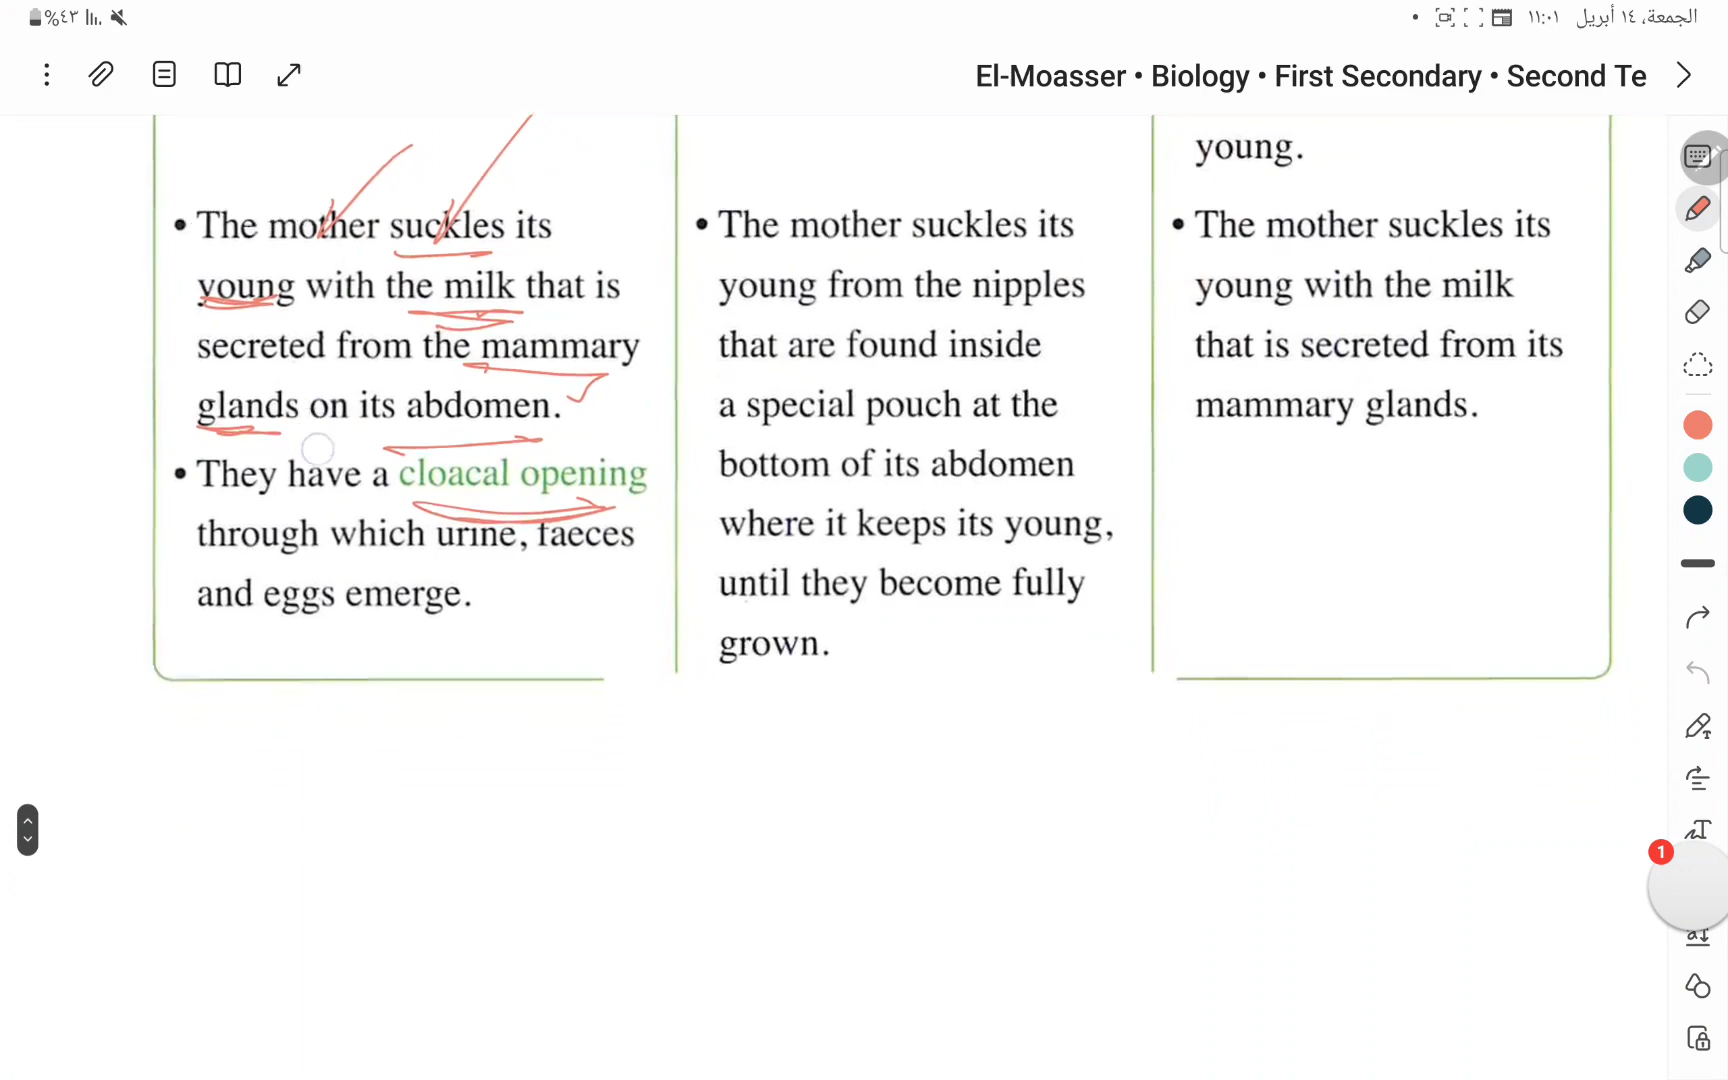 %٤٣
الجمعة، ١٤ أبريل ١١:٠١
El-Moasser • Biology • First Secondary • Second Te
• The mother suckles its
young with the milk that is
secreted from the mammary
glands on its abdomen.
• They have a cloacal opening
through which urine, faeces
and eggs emerge.
• The mother suckles its
young from the nipples
that are found inside
a special pouch at the
bottom of its abdomen
where it keeps its young,
until they become fully
grown.
young.
• The mother suckles its
young with the milk
that is secreted from its
mammary glands.
1